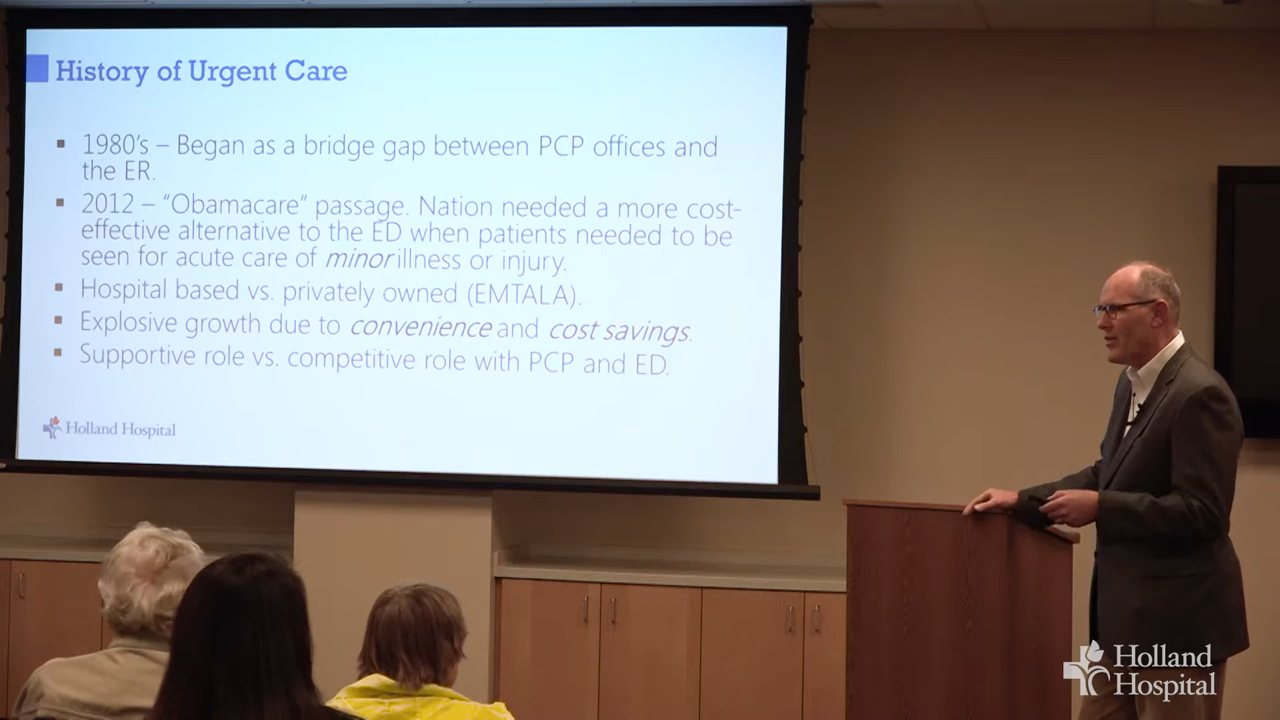 History of Urgent Care
1980's – Began as a bridge gap between PCP offices and
the ER.
2012 – "Obamacare" passage. Nation needed a more cost-
effective alternative to the ED when patients needed to be
seen for acute care of minor illness or injury.
Hospital based vs. privately owned (EMTALA).
Explosive growth due to convenience and cost savings.
Supportive role vs. competitive role with PCP and ED.
Holland Hospital
Holland
Hospital